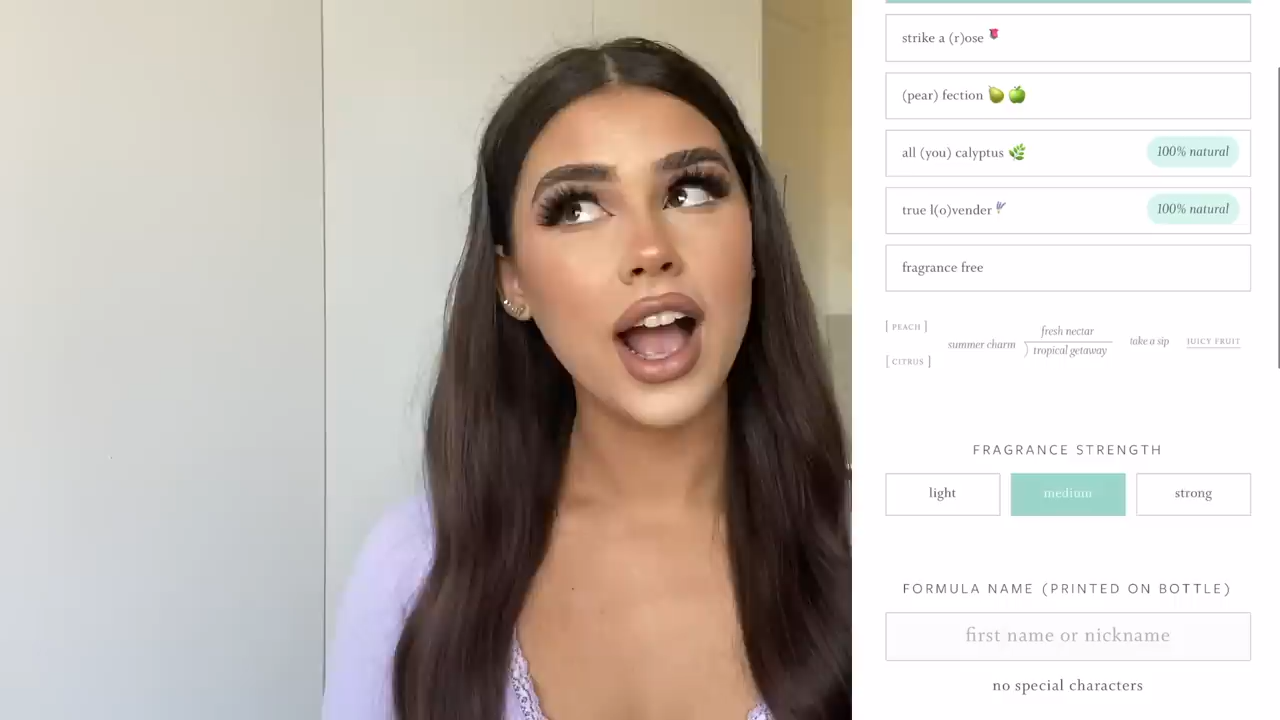 strike a (r)ose
(pear) fection
all (you) calyptus
100% natural
true l(o)vender
100% natural
fragrance free
[ PEACH ]
[ CITRUS ]
summer charm
fresh nectar
tropical getaway
take a sip
JUICY FRUIT
FRAGRANCE STRENGTH
light
medium
strong
FORMULA NAME (PRINTED ON BOTTLE)
first name or nickname
no special characters